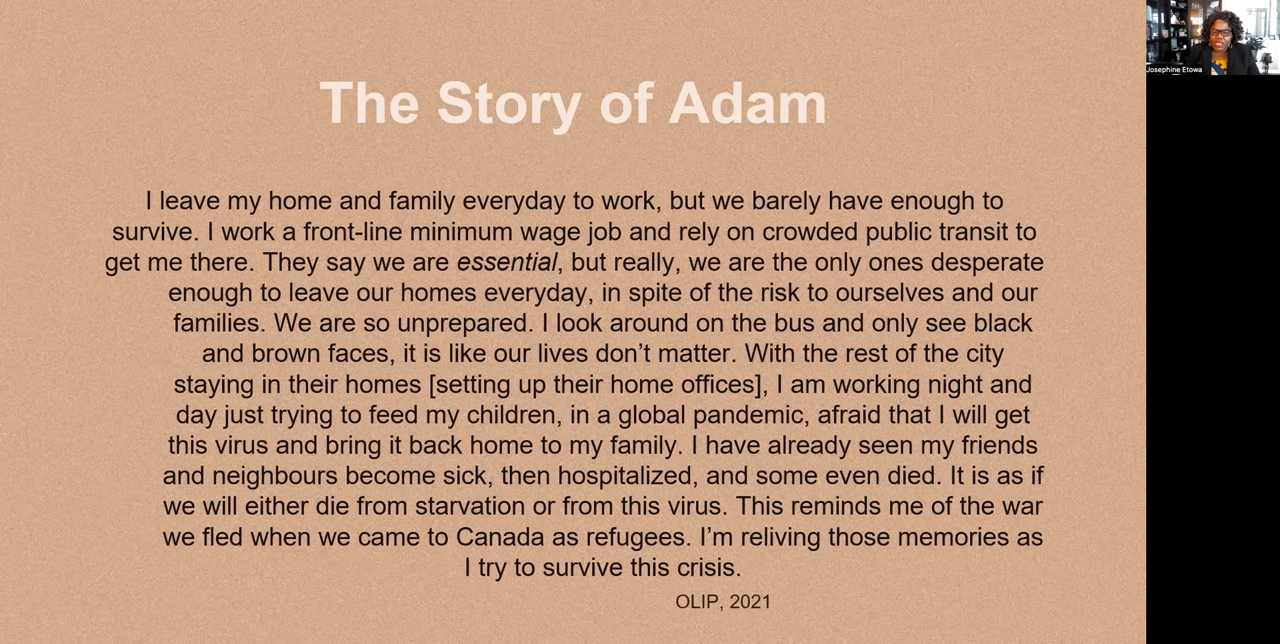 The Story of Adam
I leave my home and family everyday to work, but we barely have enough to
survive. I work a front-line minimum wage job and rely on crowded public transit to
get me there. They say we are essential, but really, we are the only ones desperate
enough to leave our homes everyday, in spite of the risk to ourselves and our
families. We are so unprepared. I look around on the bus and only see black
and brown faces, it is like our lives don’t matter. With the rest of the city
staying in their homes [setting up their home offices], I am working night and
day just trying to feed my children, in a global pandemic, afraid that I will get
this virus and bring it back home to my family. I have already seen my friends
and neighbours become sick, then hospitalized, and some even died. It is as if
we will either die from starvation or from this virus. This reminds me of the war
we fled when we came to Canada as refugees. I’m reliving those memories as
I try to survive this crisis.
OLIP, 2021
Josephine Etowa